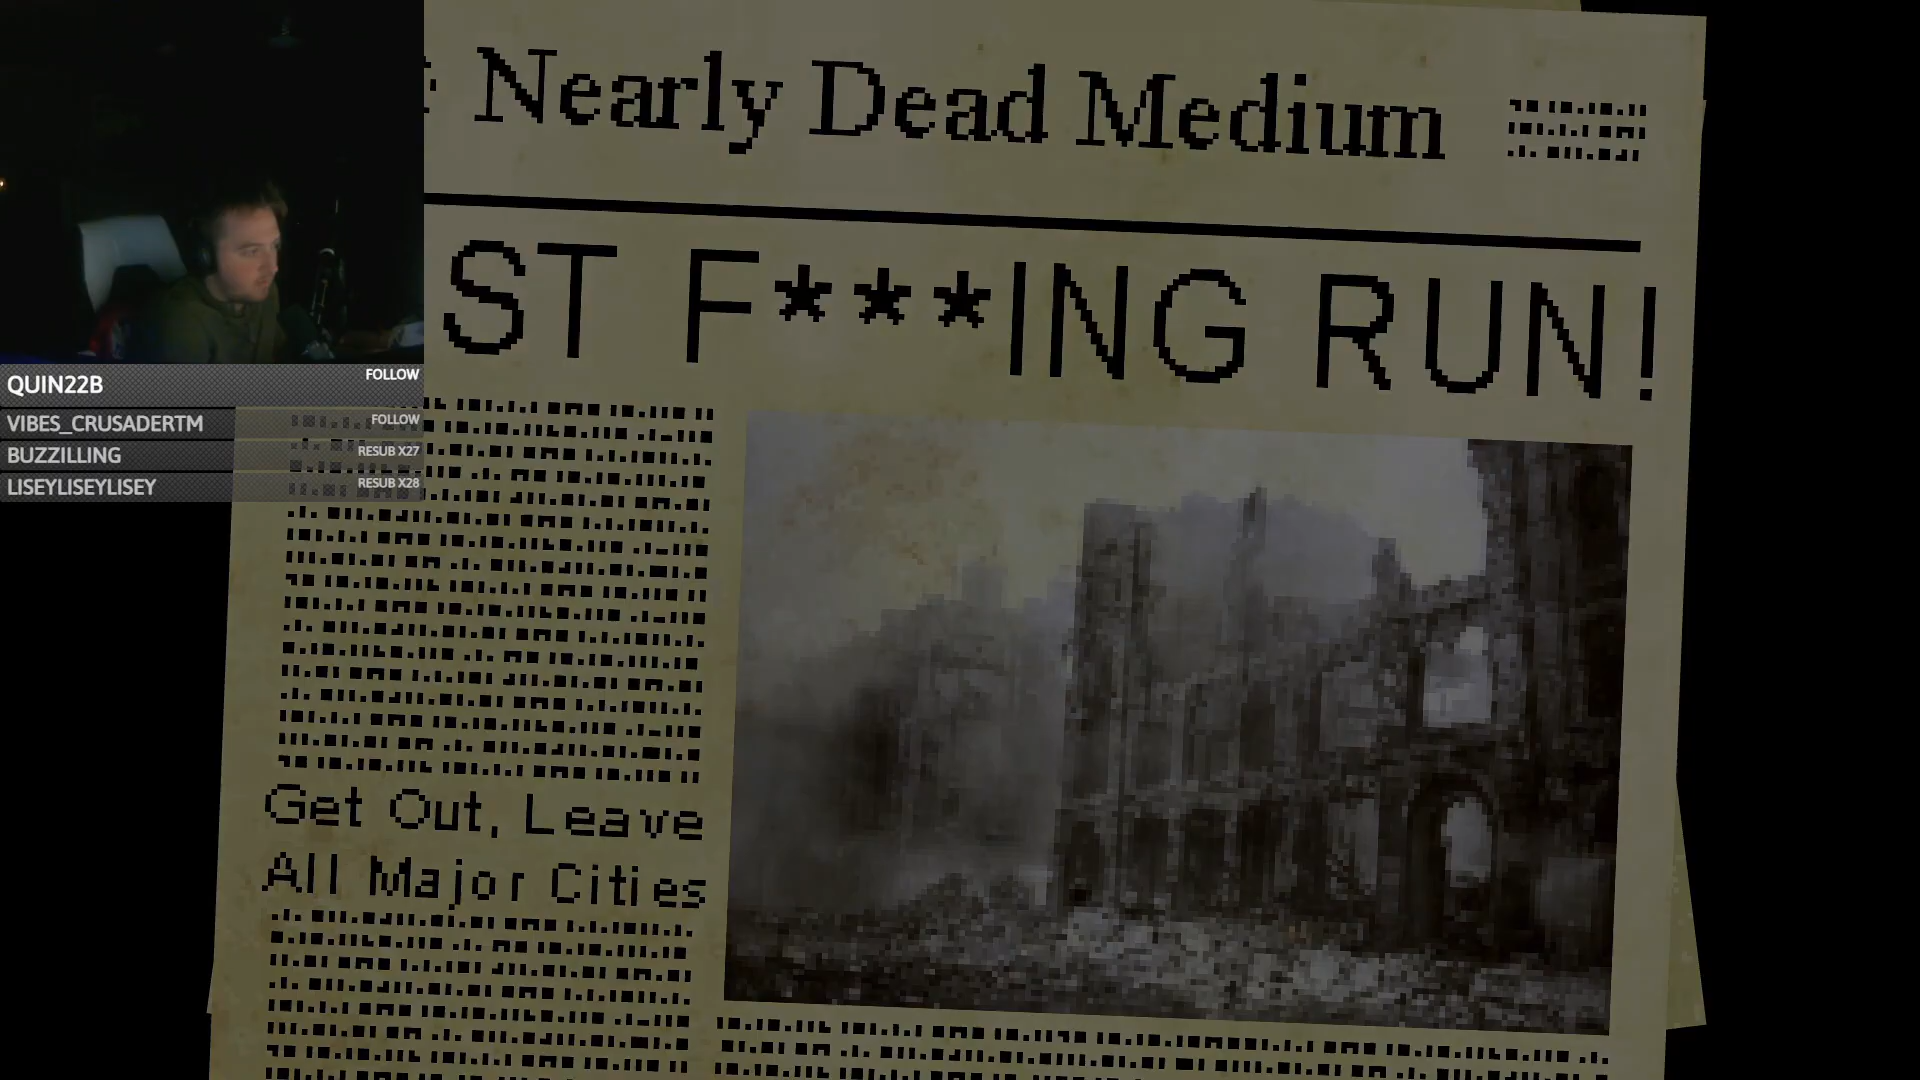 Nearly Dead Medium
ST F***ING RUN!
QUIN22B FOLLOW
VIBES_CRUSADERTM FOLLOW
BUZZILLING RESUB X27
LISEYLISEYLISEY RESUB X28
Get Out, Leave
All Major Cities